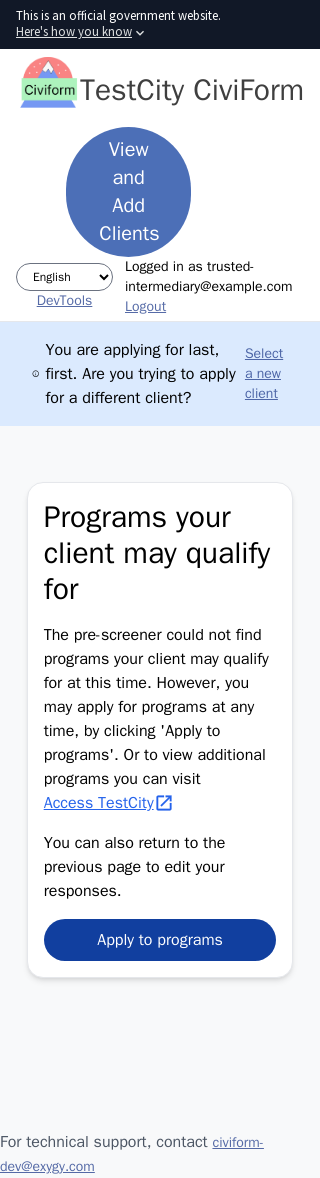 This is an official government website.
Here's how you know
Civiform
TestCity CiviForm
View
and
Add
Clients
English
DevTools
Logged in as trusted-
intermediary@example.com
Logout
You are applying for last,
first. Are you trying to apply
for a different client?
Select
a new
client
Programs your
client may qualify
for
The pre-screener could not find
programs your client may qualify
for at this time. However, you
may apply for programs at any
time, by clicking 'Apply to
programs'. Or to view additional
programs you can visit
Access TestCity
You can also return to the
previous page to edit your
responses.
Apply to programs
For technical support, contact civiform-
dev@exygy.com